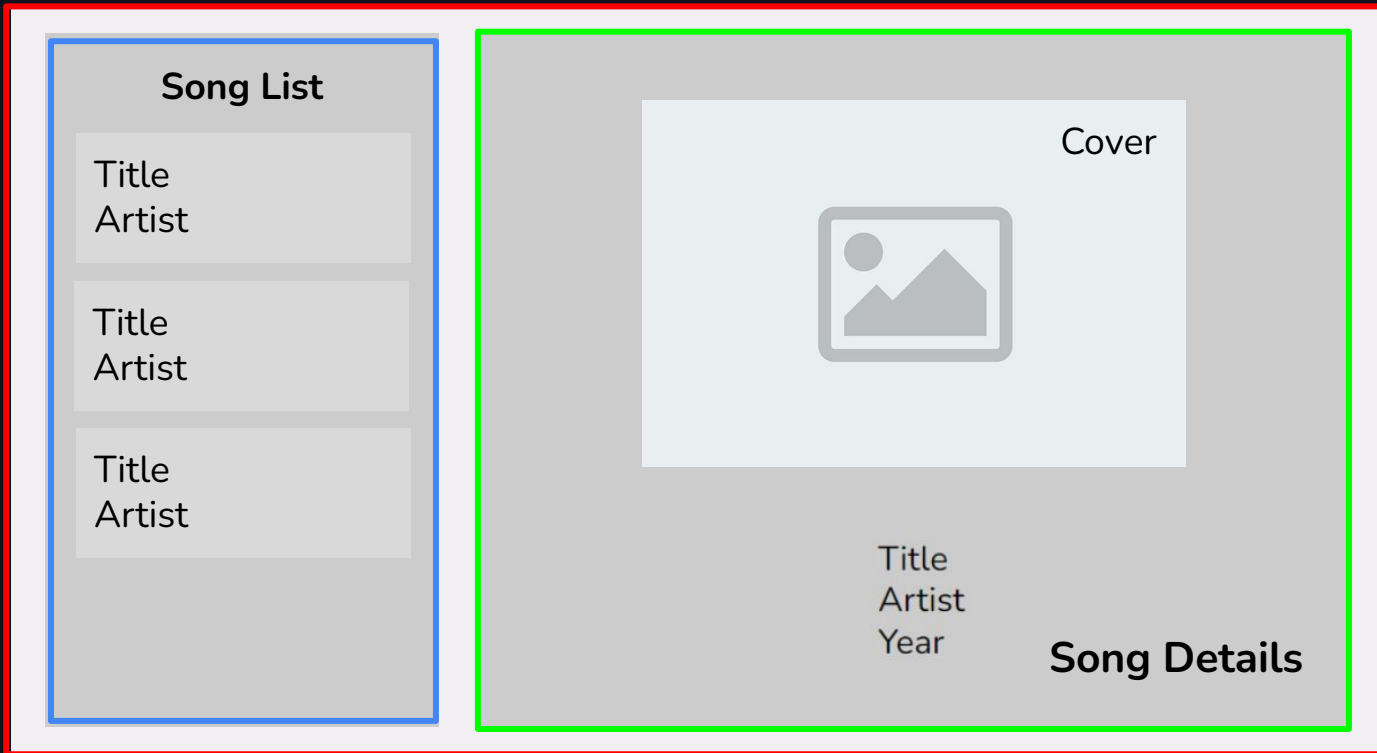 Song List
Title
Artist
Title
Artist
Title
Artist
Cover
Title
Artist
Year
Song Details